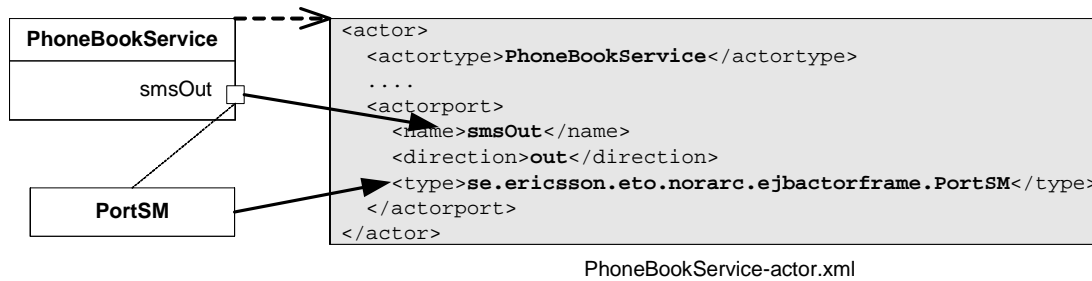 PhoneBookService
smsOut
PortSM
<actor>
<actortype>PhoneBookService</actortype>
....
<actorport>
<name>smsOut</name>
<direction>out</direction>
<type>se.ericsson.eto.norarc.ejbactorframe.PortSM</type>
</actorport>
</actor>
PhoneBookService-actor.xml